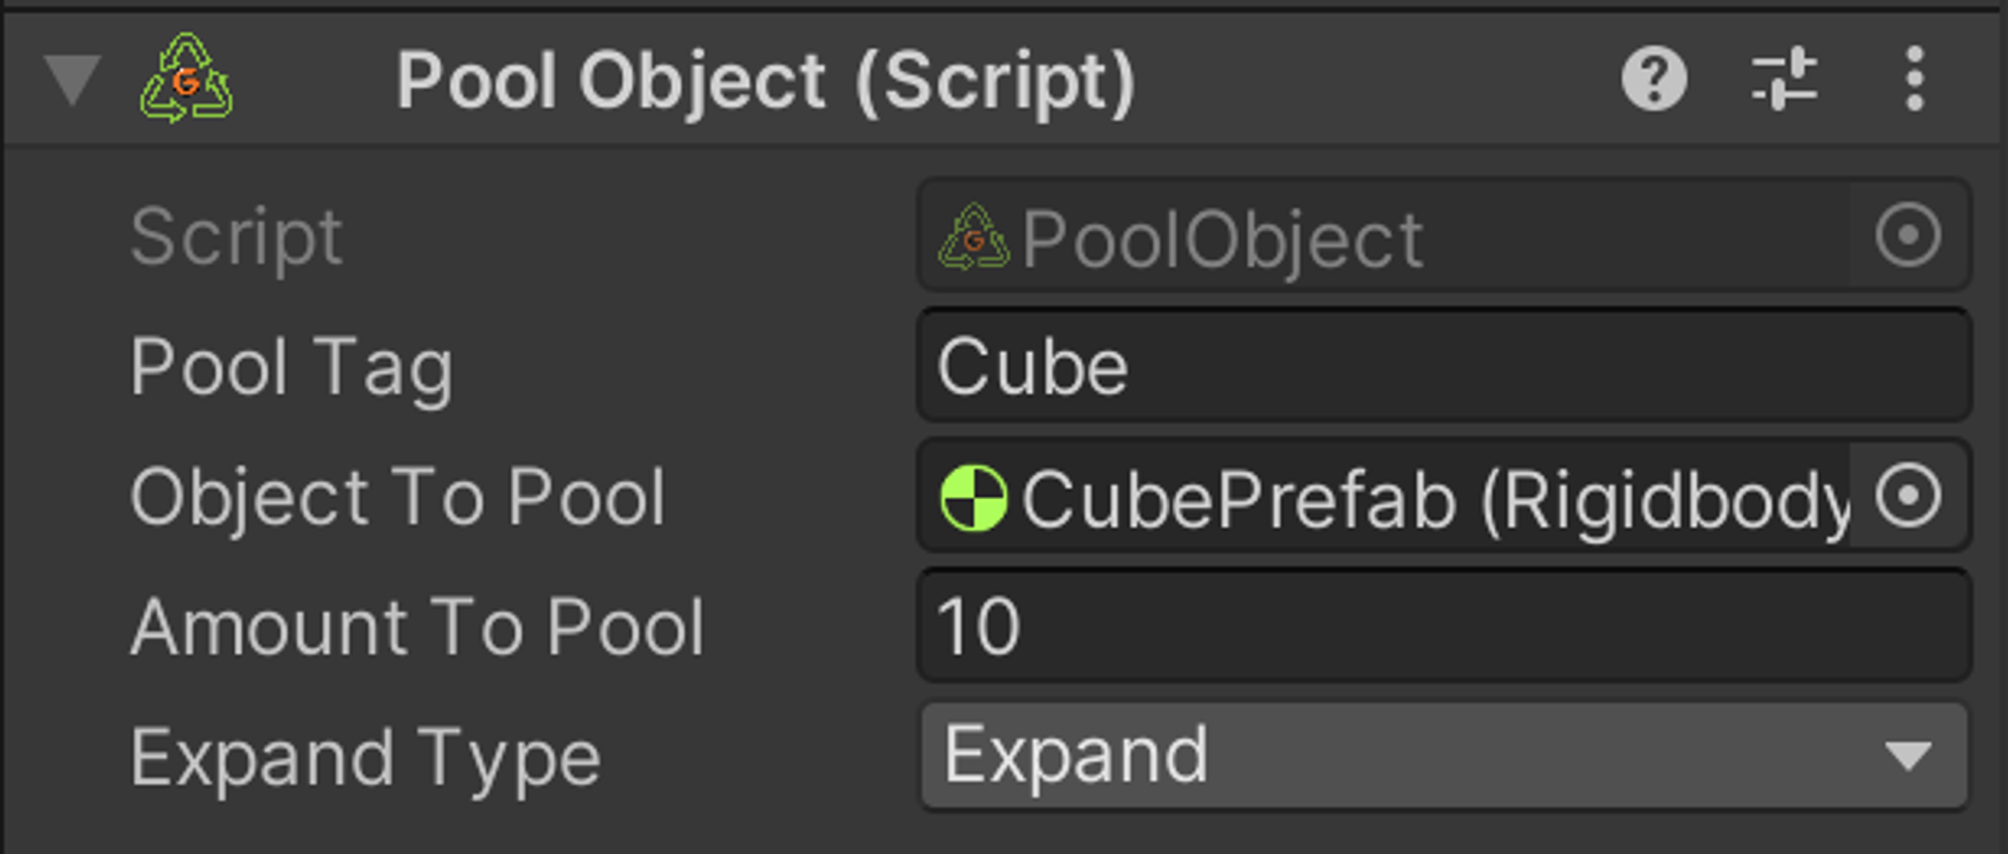 Pool Object (Script)
Script PoolObject
Pool Tag Cube
Object To Pool CubePrefab (Rigidbody
Amount To Pool 10
Expand Type Expand